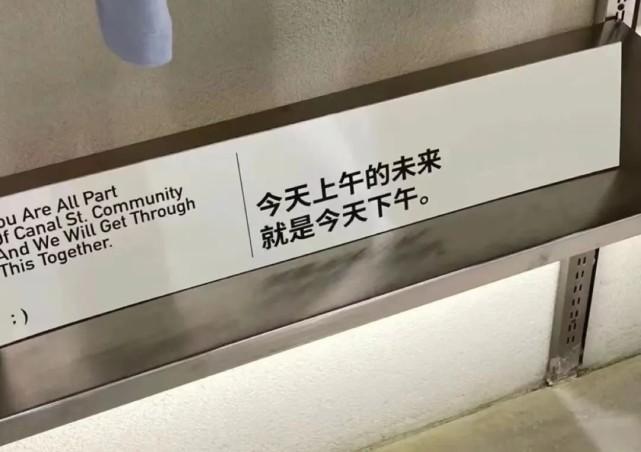 ou Are All Part
Of Canal St. Community
And We Will Get Through
This Together.
:)
今天上午的未来
就是今天下午。